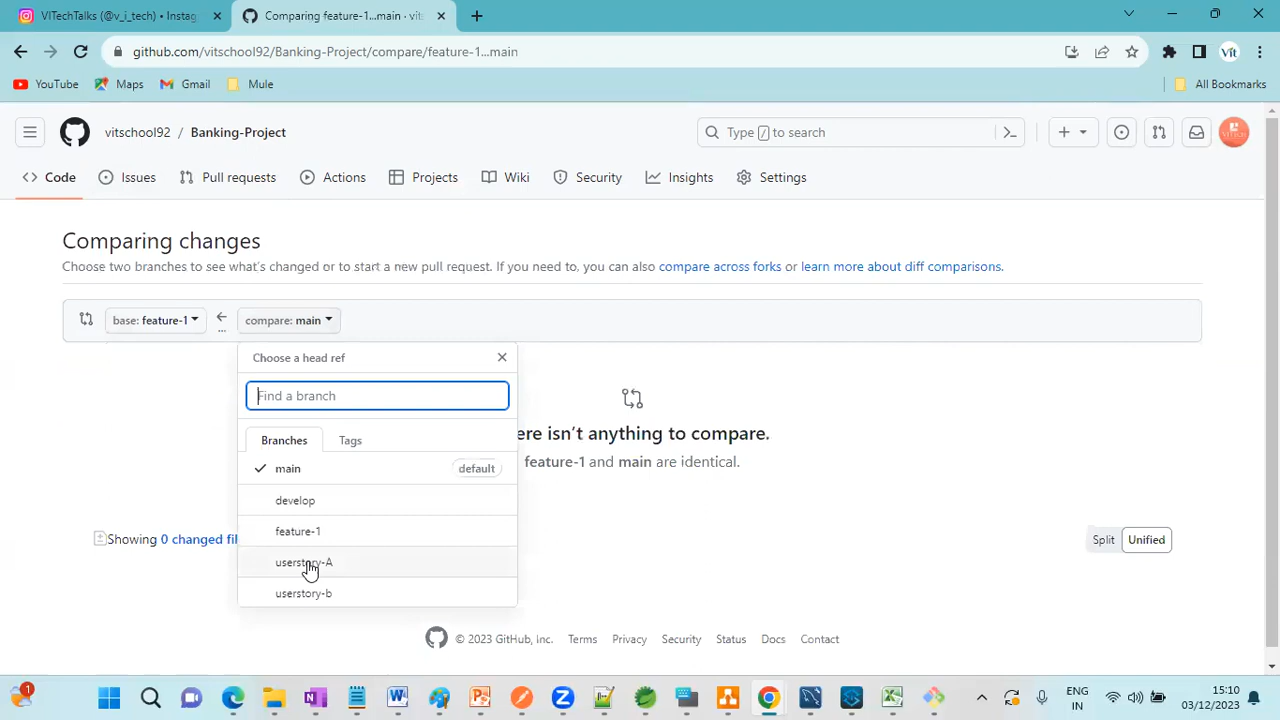 VITechTalks (@v_i_tech) • Instag
Comparing feature-1...main · vits
github.com/vitschool92/Banking-Project/compare/feature-1...main
Vit
YouTube
Maps
Gmail
Mule
All Bookmarks
vitschool92 / Banking-Project
Type / to search
Code
Issues
Pull requests
Actions
Projects
Wiki
Security
Insights
Settings
Comparing changes
Choose two branches to see what's changed or to start a new pull request. If you need to, you can also compare across forks or learn more about diff comparisons.
base: feature-1
compare: main
Choose a head ref
Find a branch
Branches
Tags
main
default
develop
feature-1
userstory-A
userstory-b
ere isn't anything to compare.
feature-1 and main are identical.
Showing 0 changed fil
Split
Unified
© 2023 GitHub, Inc.
Terms
Privacy
Security
Status
Docs
Contact
1
ENG
IN
15:10
03/12/2023